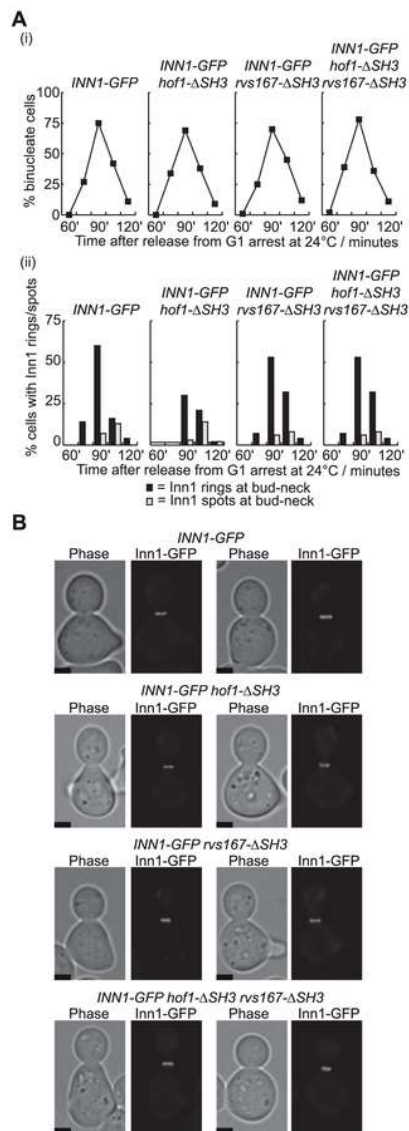 A
(i)
INN1-GFP
INN1-GFP
hof1-ΔSH3
INN1-GFP
rvs167-ΔSH3
INN1-GFP
hof1-ΔSH3
rvs167-ΔSH3
% binucleate cells
100
75
50
25
0
60' 90' 120' 60' 90' 120' 60' 90' 120' 60' 90' 120'
Time after release from G1 arrest at 24°C / minutes
(ii)
INN1-GFP
INN1-GFP
hof1-ΔSH3
INN1-GFP
rvs167-ΔSH3
INN1-GFP
hof1-ΔSH3
rvs167-ΔSH3
% cells with Inn1 rings/spots
75
50
25
0
60' 90' 120' 60' 90' 120' 60' 90' 120' 60' 90' 120'
Time after release from G1 arrest at 24°C / minutes
= Inn1 rings at bud-neck
= Inn1 spots at bud-neck
B
INN1-GFP
Phase Inn1-GFP Phase Inn1-GFP
INN1-GFP hof1-ΔSH3
Phase Inn1-GFP Phase Inn1-GFP
INN1-GFP rvs167-ΔSH3
Phase Inn1-GFP Phase Inn1-GFP
INN1-GFP hof1-ΔSH3 rvs167-ΔSH3
Phase Inn1-GFP Phase Inn1-GFP